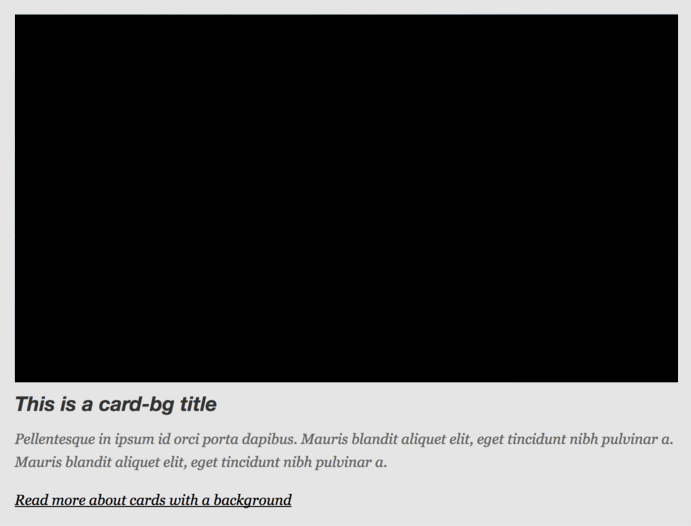 This is a card-bg title
Pellentesque in ipsum id orci porta dapibus. Mauris blandit aliquet elit, eget tincidunt nibh pulvinar a.
Mauris blandit aliquet elit, eget tincidunt nibh pulvinar a.
Read more about cards with a background